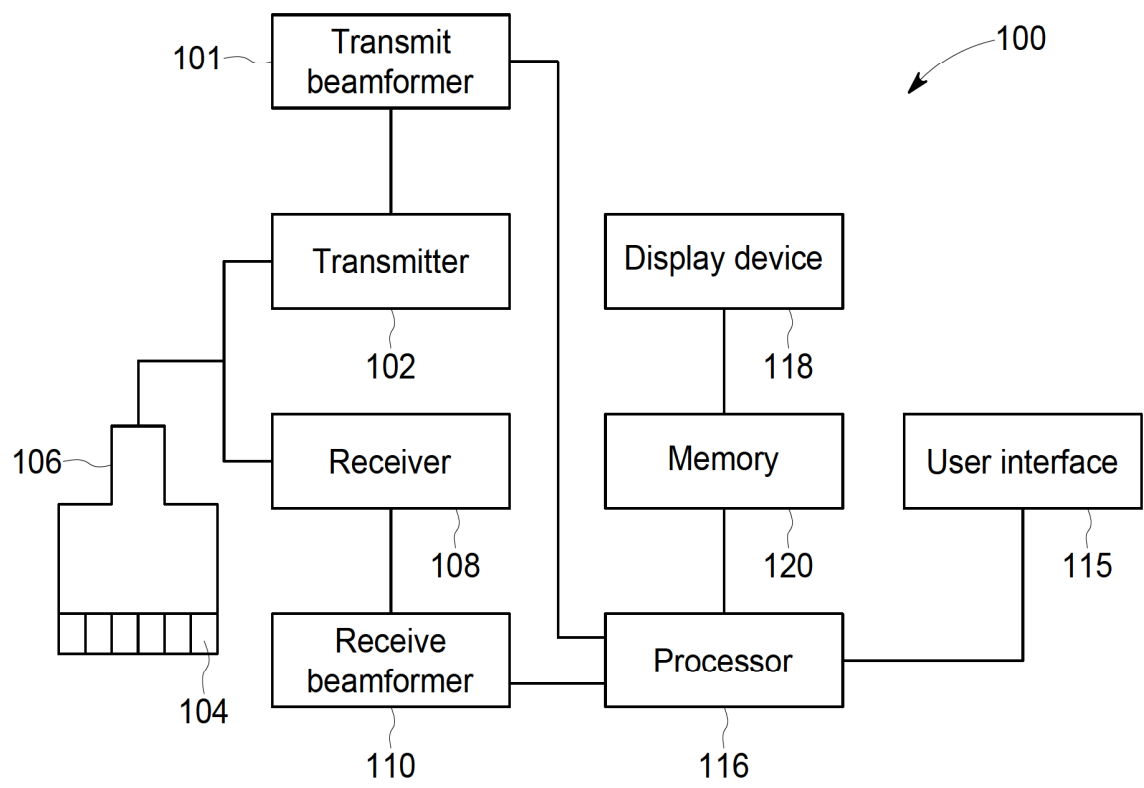 Transmit
beamformer
101
100
Transmitter
102
Display device
118
106
Receiver
108
Memory
120
User interface
115
104
Receive
beamformer
110
Processor
116